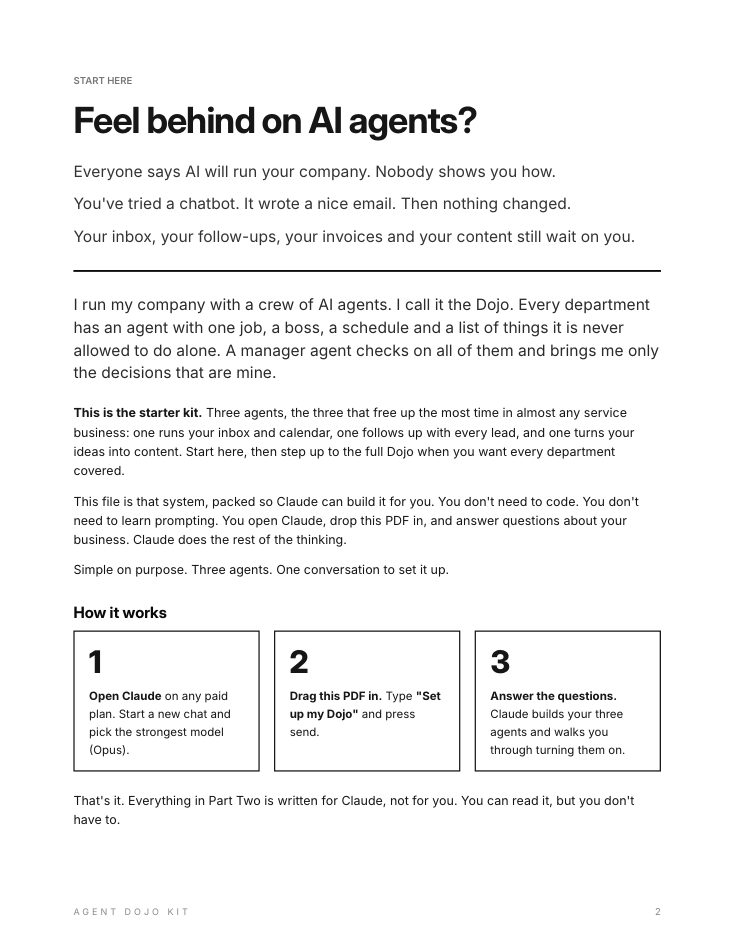 START HERE
Feel behind on AI agents?
Everyone says AI will run your company. Nobody shows you how.
You've tried a chatbot. It wrote a nice email. Then nothing changed.
Your inbox, your follow-ups, your invoices and your content still wait on you.
I run my company with a crew of AI agents. I call it the Dojo. Every department
has an agent with one job, a boss, a schedule and a list of things it is never
allowed to do alone. A manager agent checks on all of them and brings me only
the decisions that are mine.
This is the starter kit. Three agents, the three that free up the most time in almost any service
business: one runs your inbox and calendar, one follows up with every lead, and one turns your
ideas into content. Start here, then step up to the full Dojo when you want every department
covered.
This file is that system, packed so Claude can build it for you. You don't need to code. You don't
need to learn prompting. You open Claude, drop this PDF in, and answer questions about your
business. Claude does the rest of the thinking.
Simple on purpose. Three agents. One conversation to set it up.
How it works
1
Open Claude on any paid
plan. Start a new chat and
pick the strongest model
(Opus).
2
Drag this PDF in. Type "Set
up my Dojo" and press
send.
3
Answer the questions.
Claude builds your three
agents and walks you
through turning them on.
That's it. Everything in Part Two is written for Claude, not for you. You can read it, but you don't
have to.
AGENT DOJO KIT
2